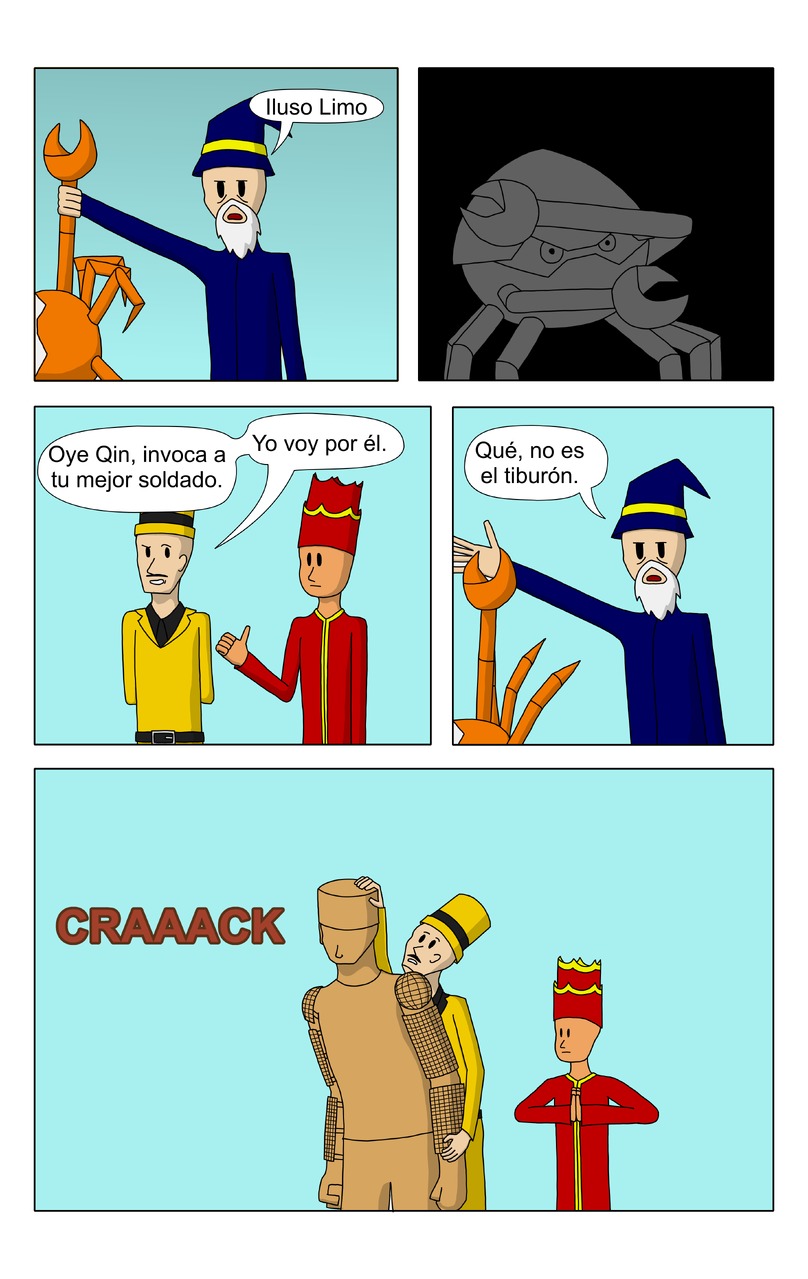 Iluso Limo
Oye Qin, invoca a
tu mejor soldado.
Yo voy por él.
Qué, no es
el tiburón.
CRAAACK